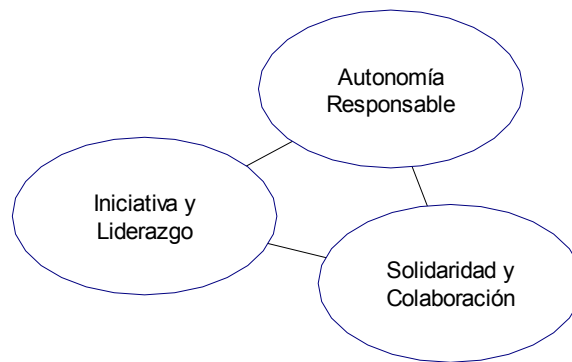 Autonomía
Responsable
Iniciativa y
Liderazgo
Solidaridad y
Colaboración